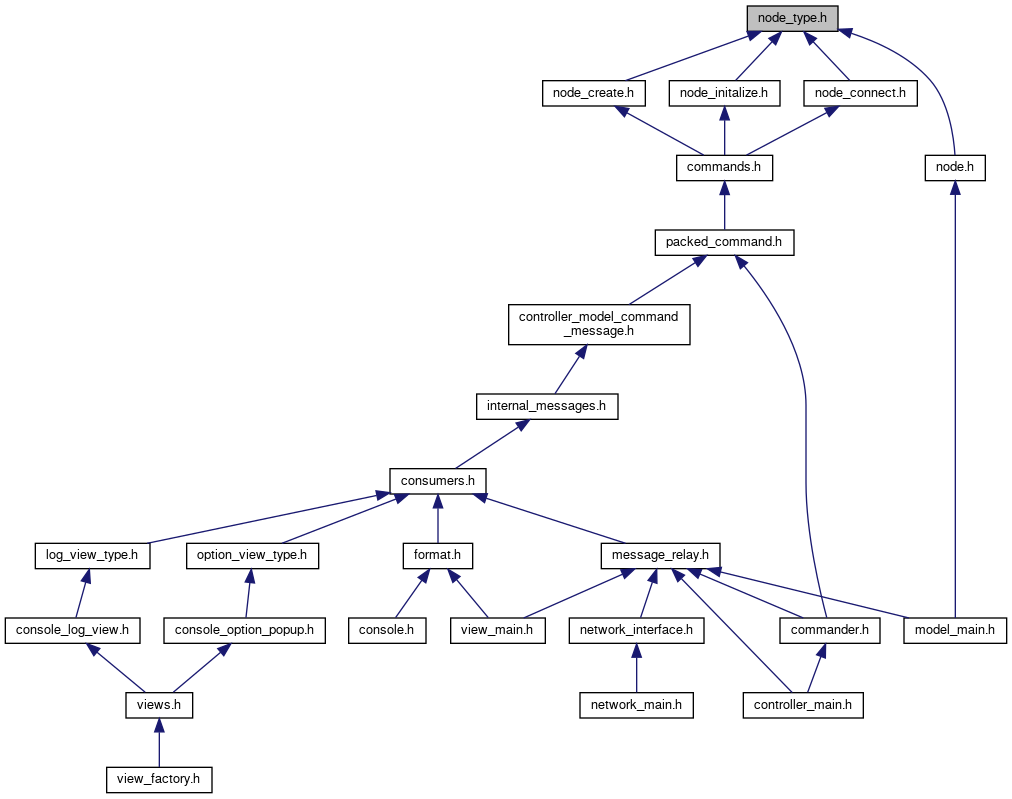 node_type.h
node_create.h
node_initalize.h
node_connect.h
commands.h
node.h
packed_command.h
controller_model_command
_message.h
internal_messages.h
consumers.h
log_view_type.h
option_view_type.h
format.h
message_relay.h
console_log_view.h
console_option_popup.h
console.h
view_main.h
network_interface.h
commander.h
model_main.h
views.h
network_main.h
controller_main.h
view_factory.h